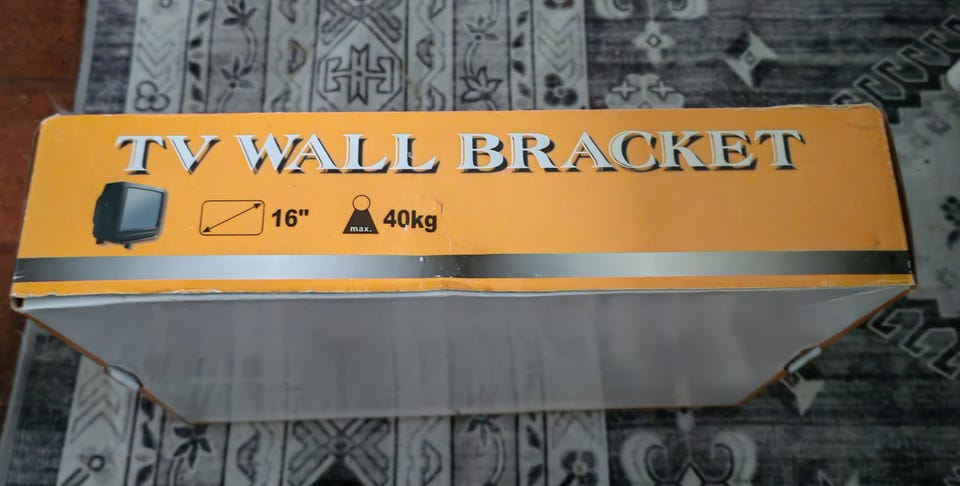 TV WALL BRACKET
16" max. 40kg